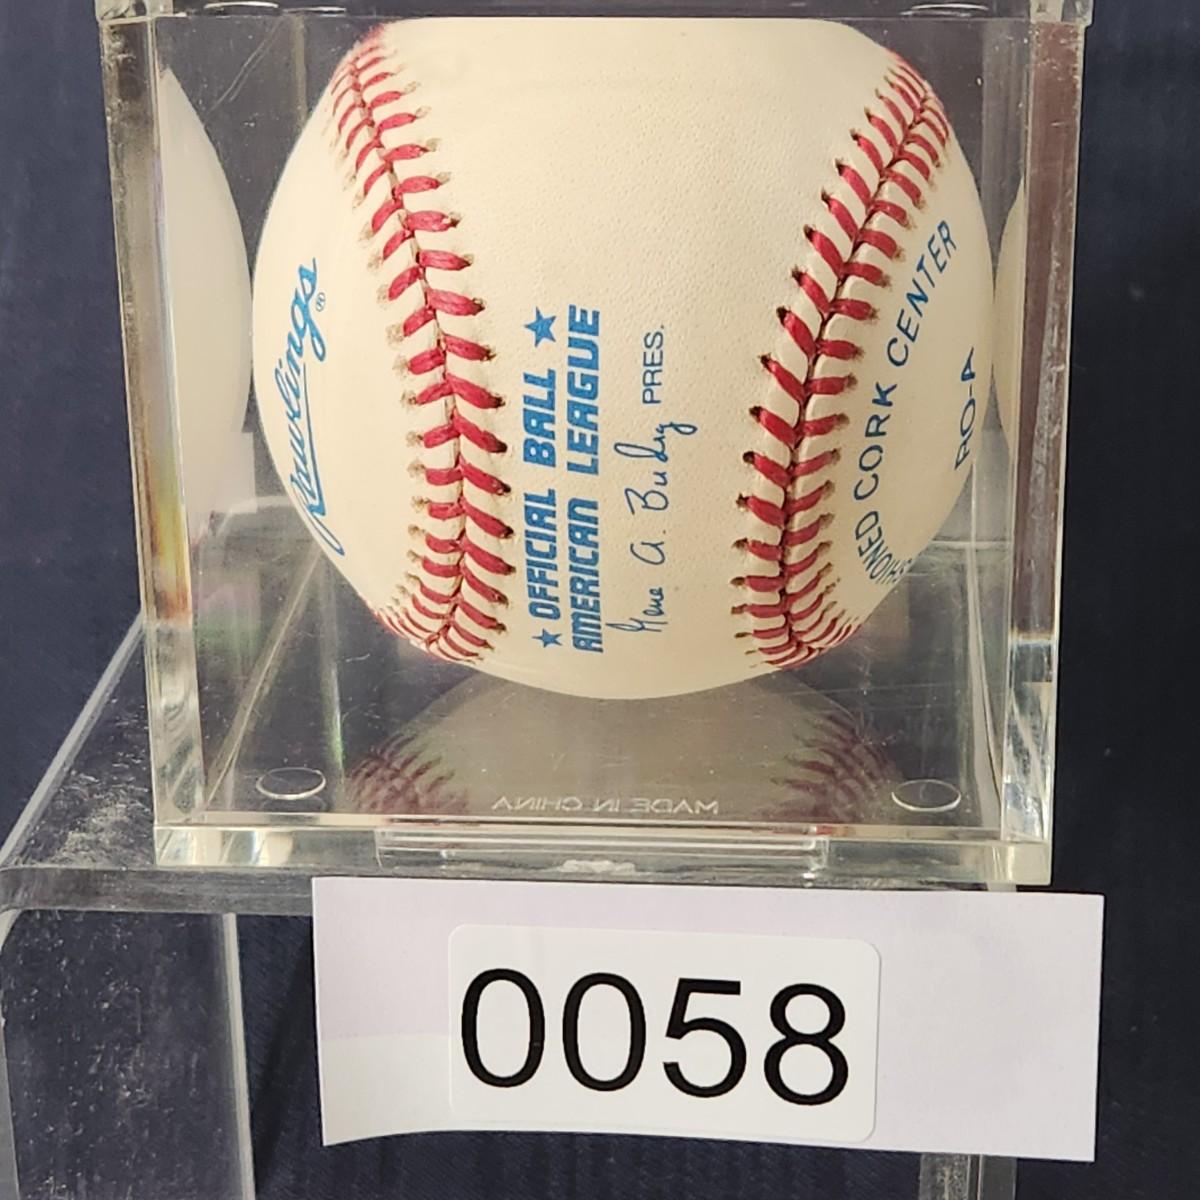 Rawlings®
★ OFFICIAL BALL ★
AMERICAN LEAGUE
Gene A. Budig PRES.
CORK CENTER
RO-A
MADE IN CHINA
0058